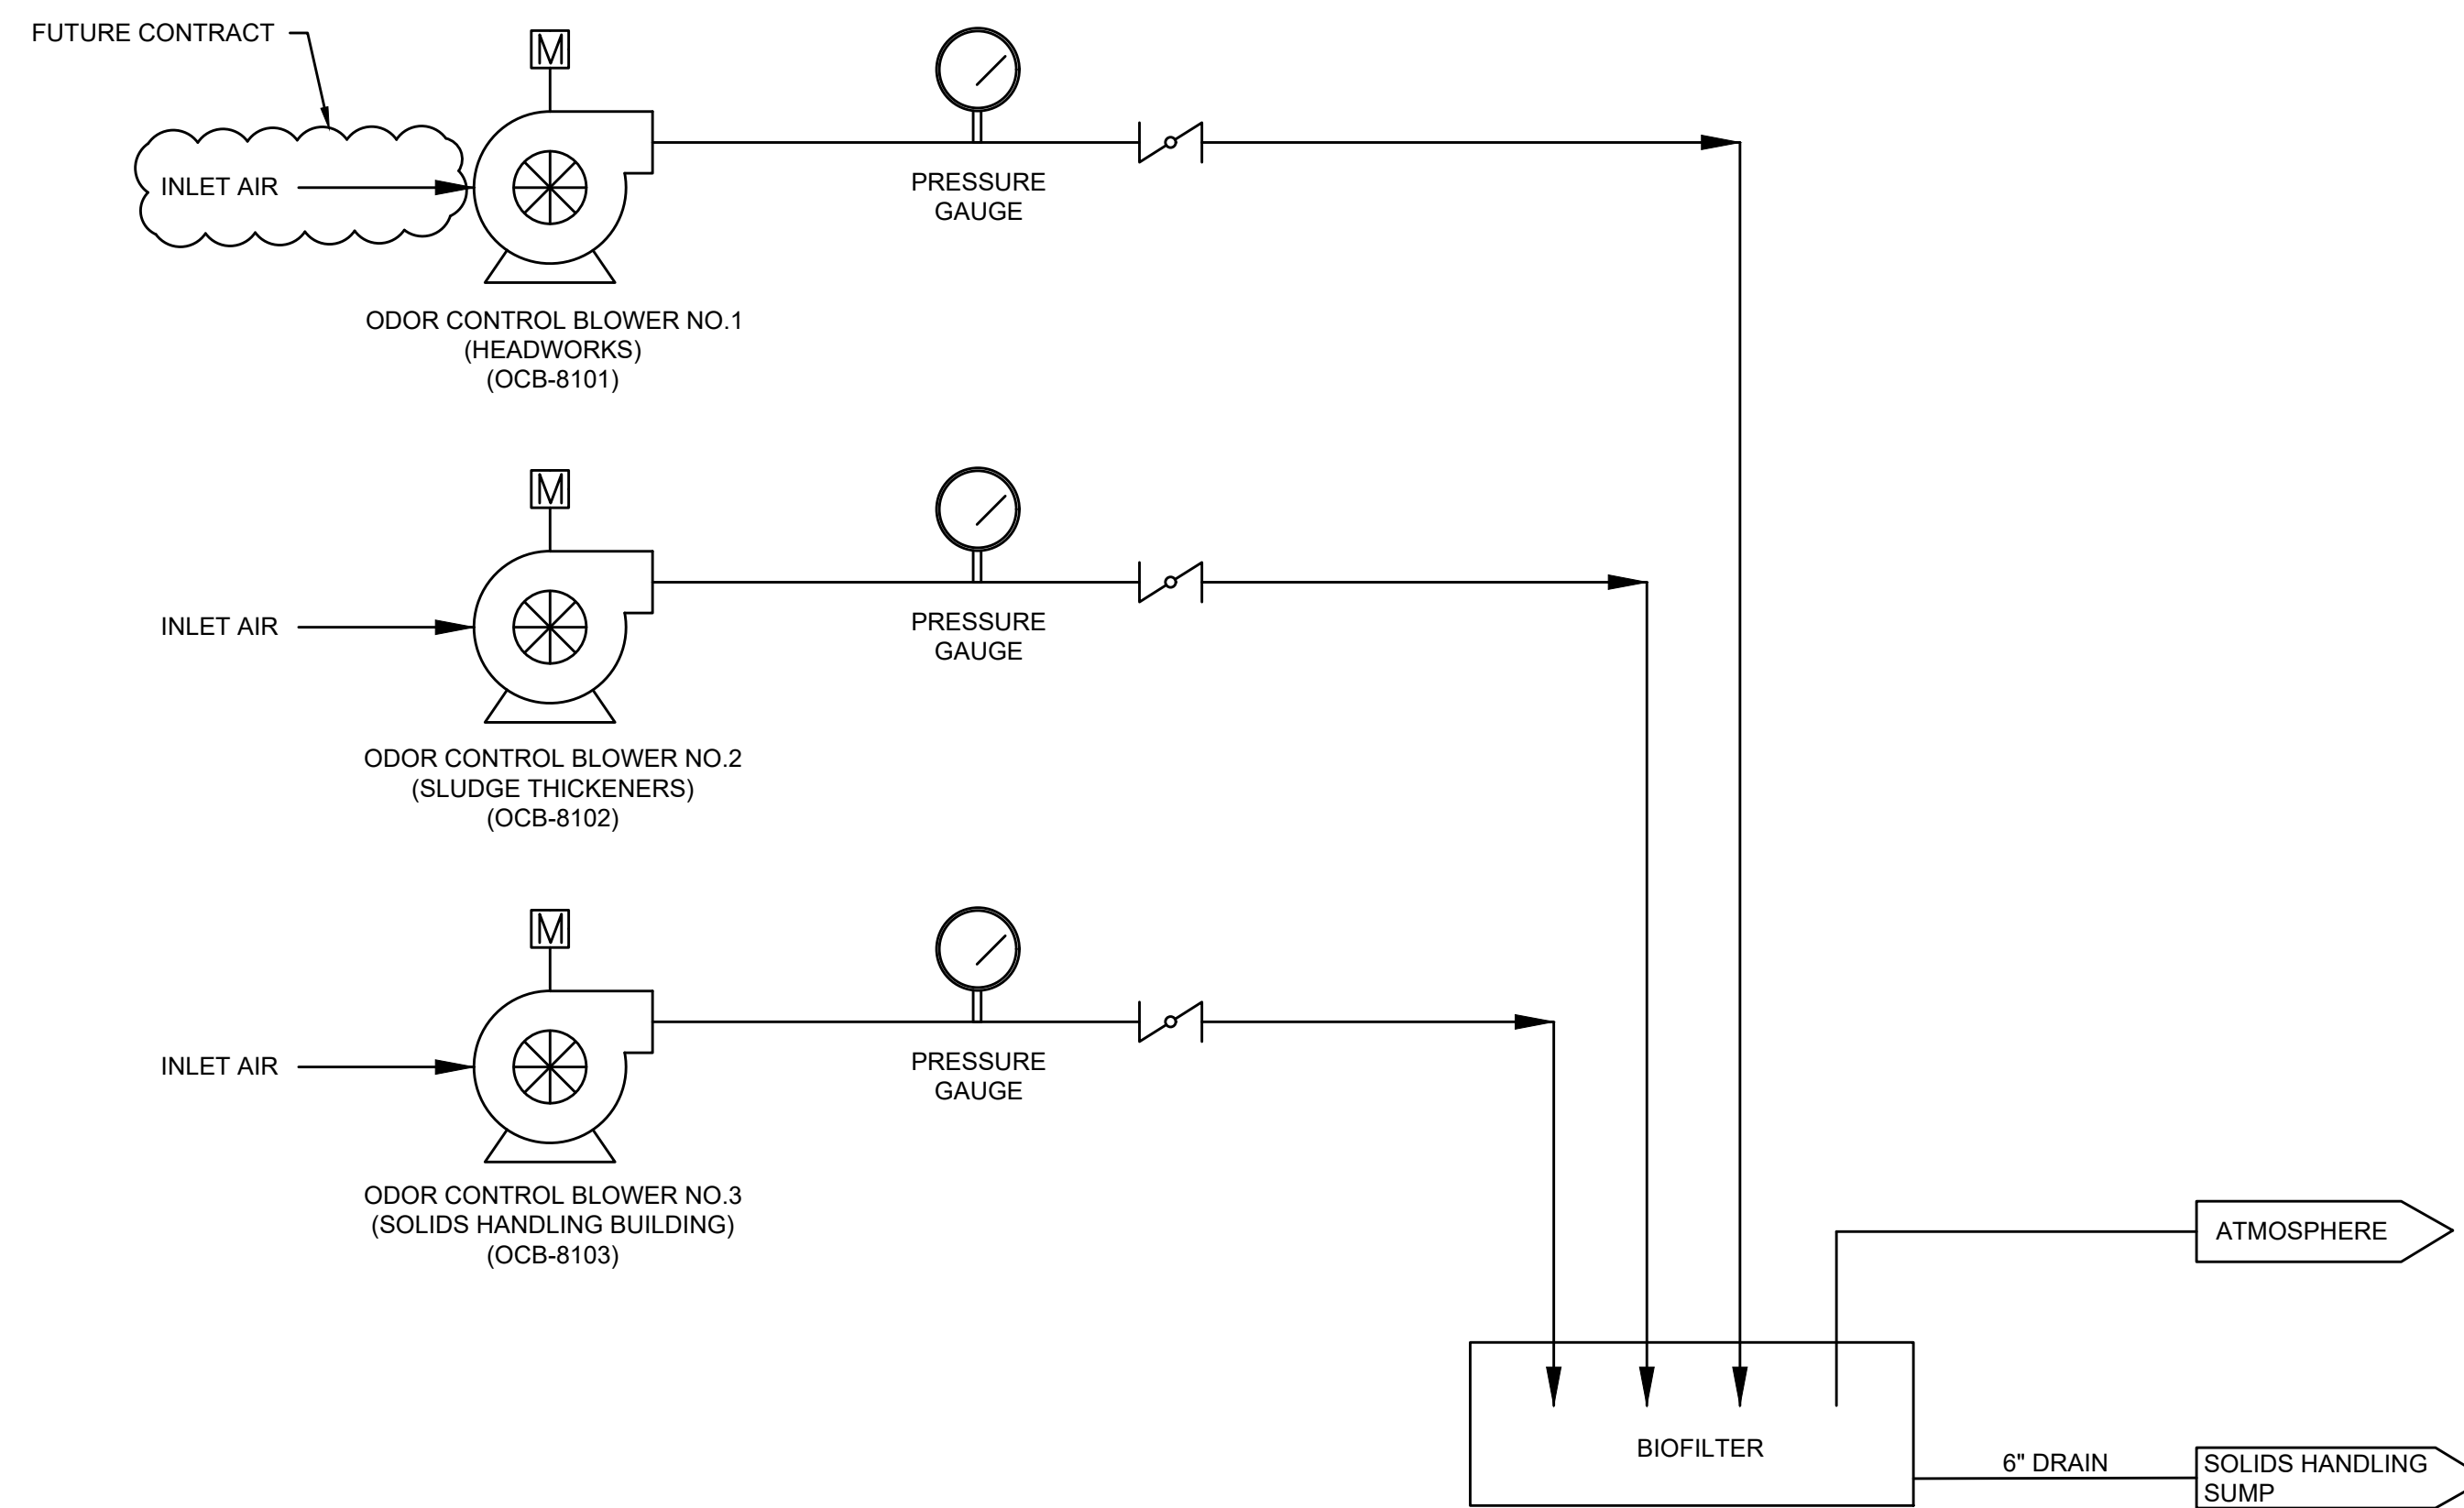 FUTURE CONTRACT
M
INLET AIR
PRESSURE
GAUGE
ODOR CONTROL BLOWER NO.1
(HEADWORKS)
(OCB-8101)
M
INLET AIR
PRESSURE
GAUGE
ODOR CONTROL BLOWER NO.2
(SLUDGE THICKENERS)
(OCB-8102)
M
INLET AIR
PRESSURE
GAUGE
ODOR CONTROL BLOWER NO.3
(SOLIDS HANDLING BUILDING)
(OCB-8103)
ATMOSPHERE
BIOFILTER
6" DRAIN
SOLIDS HANDLING
SUMP